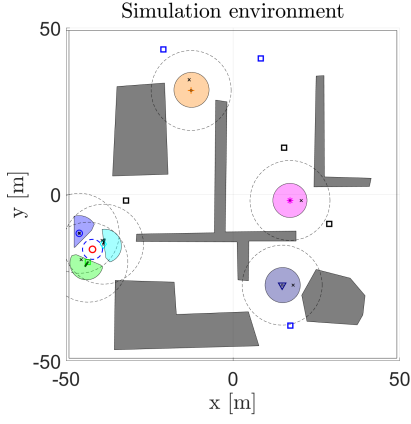 Simulation environment
50
y [m]
0
-50
-50 0 50
x [m]